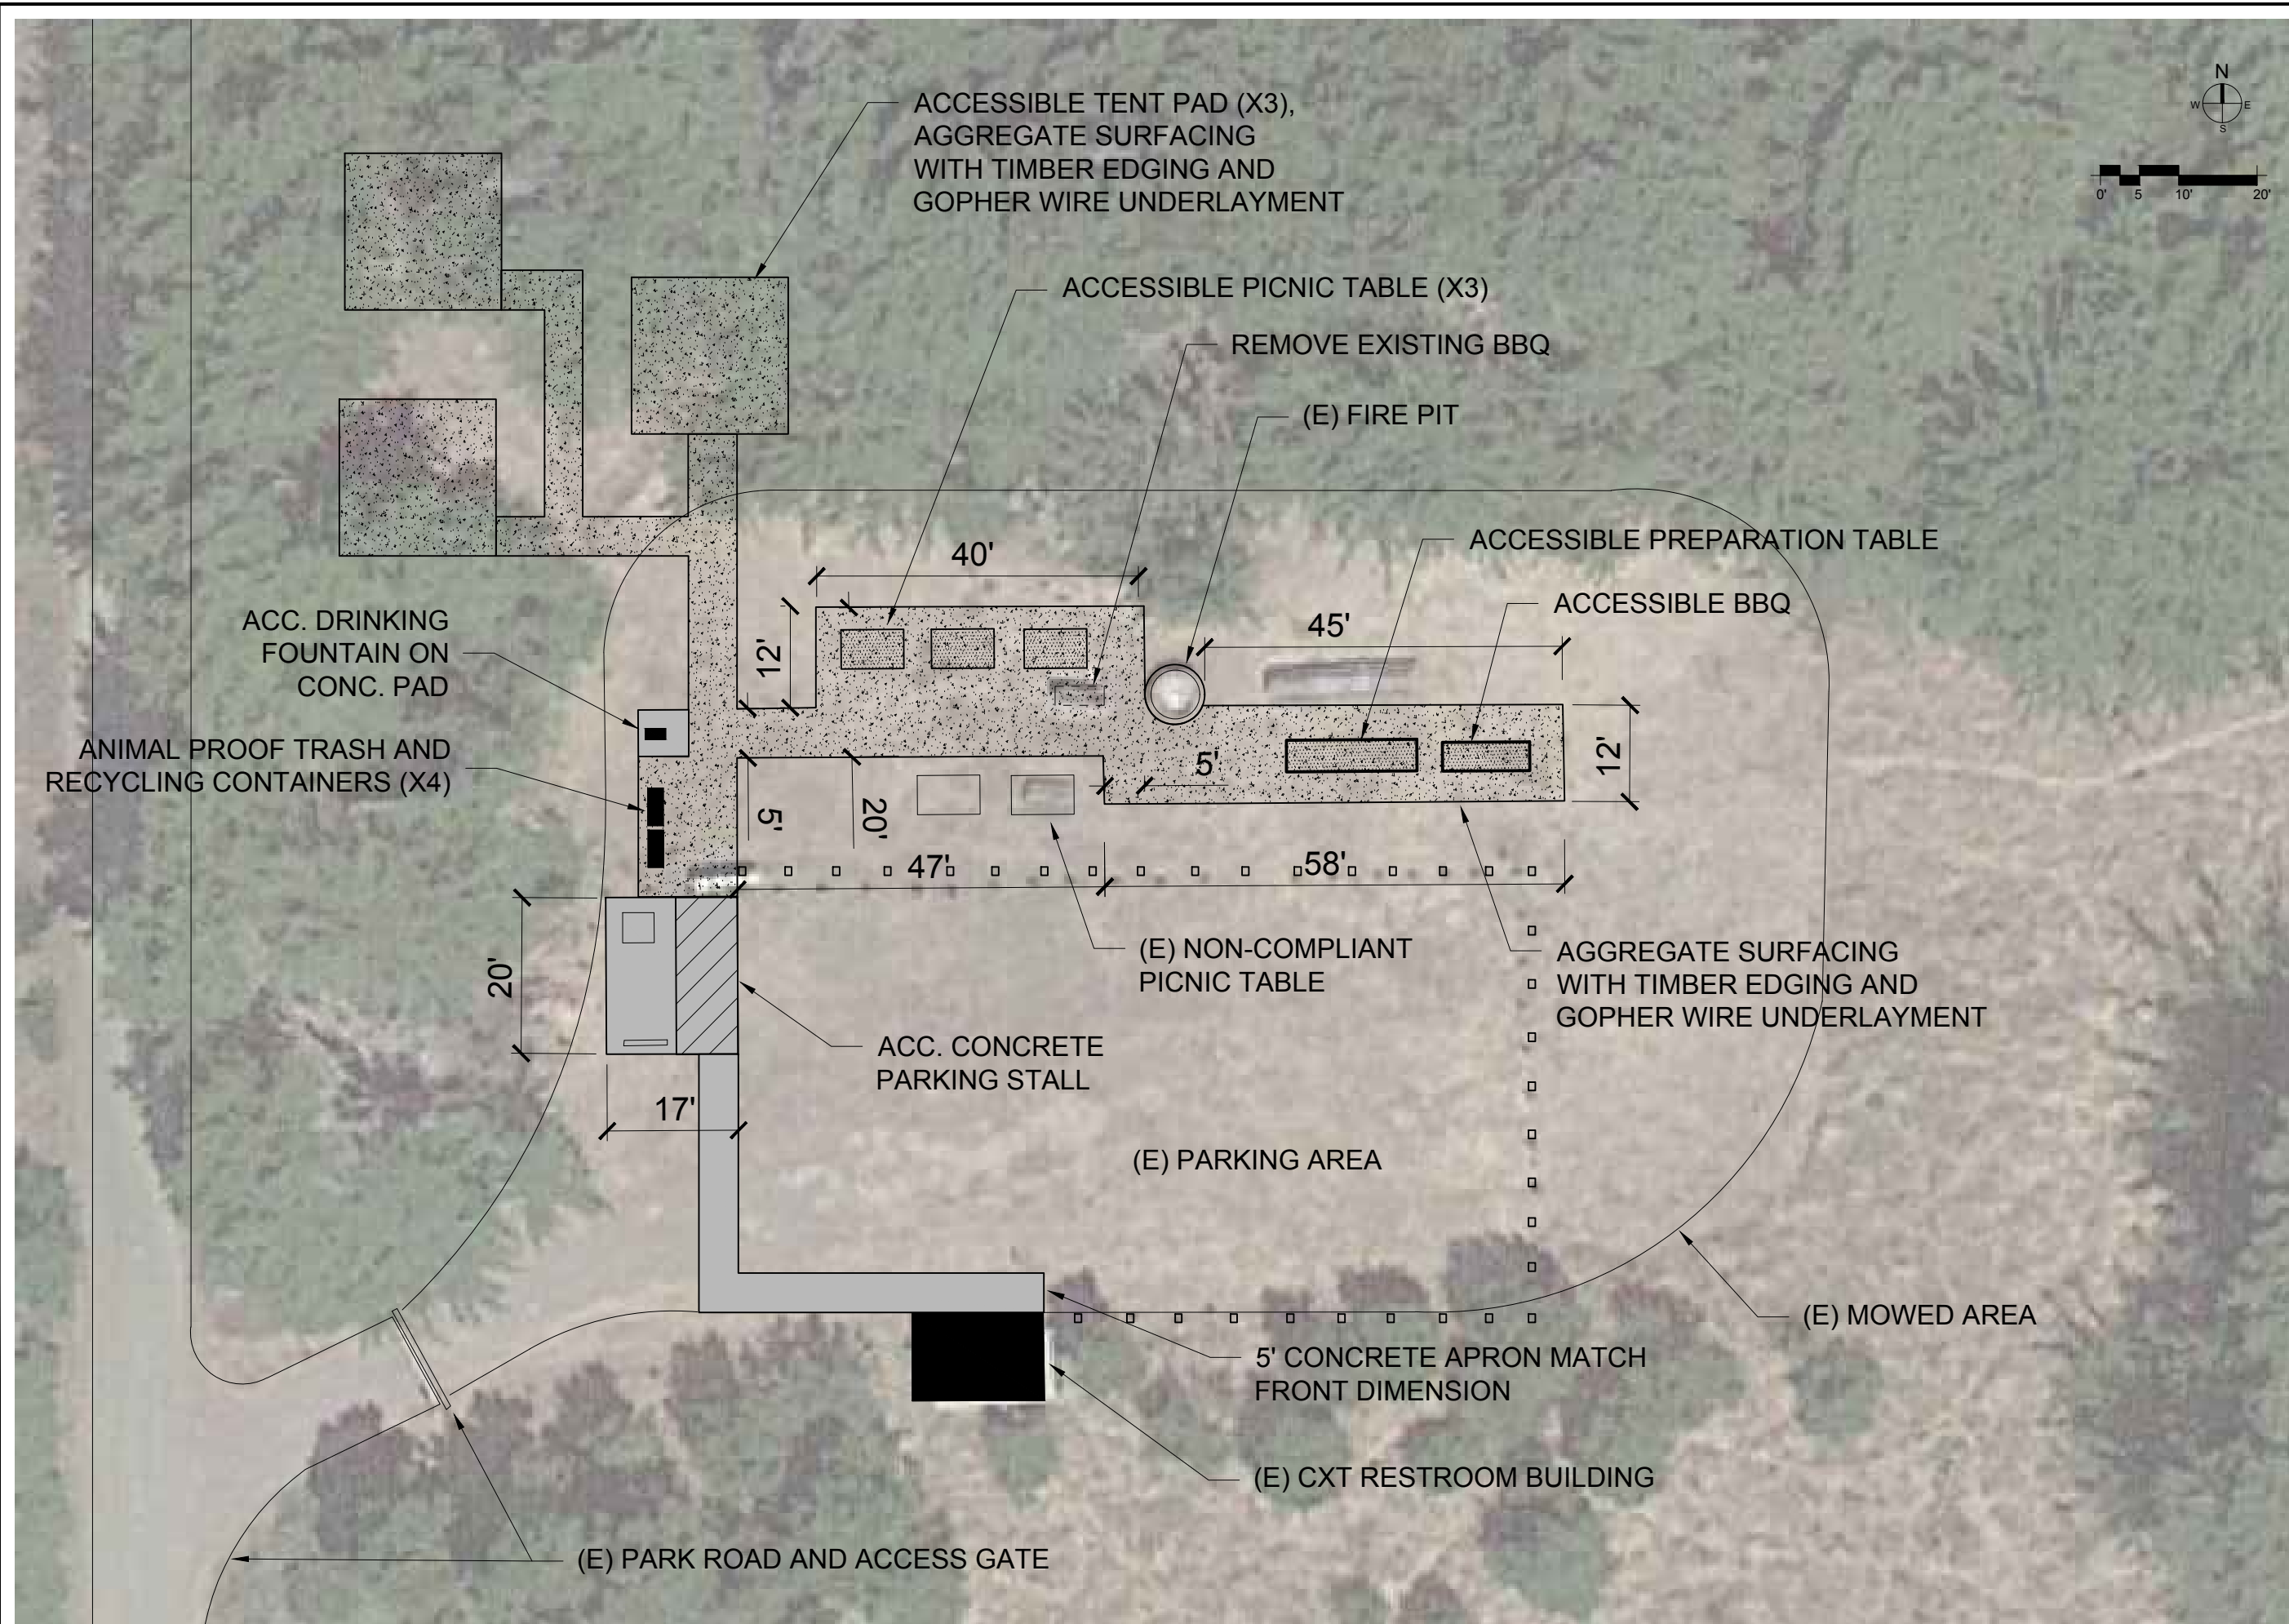 N
W
E
S
0'
5
10'
20'
ACCESSIBLE TENT PAD (X3),
AGGREGATE SURFACING
WITH TIMBER EDGING AND
GOPHER WIRE UNDERLAYMENT
ACCESSIBLE PICNIC TABLE (X3)
REMOVE EXISTING BBQ
(E) FIRE PIT
ACCESSIBLE PREPARATION TABLE
ACCESSIBLE BBQ
40'
45'
12'
12'
5'
5'
20'
47'
58'
ACC. DRINKING
FOUNTAIN ON
CONC. PAD
ANIMAL PROOF TRASH AND
RECYCLING CONTAINERS (X4)
(E) NON-COMPLIANT
PICNIC TABLE
AGGREGATE SURFACING
WITH TIMBER EDGING AND
GOPHER WIRE UNDERLAYMENT
20'
ACC. CONCRETE
PARKING STALL
17'
(E) PARKING AREA
(E) MOWED AREA
5' CONCRETE APRON MATCH
FRONT DIMENSION
(E) CXT RESTROOM BUILDING
(E) PARK ROAD AND ACCESS GATE